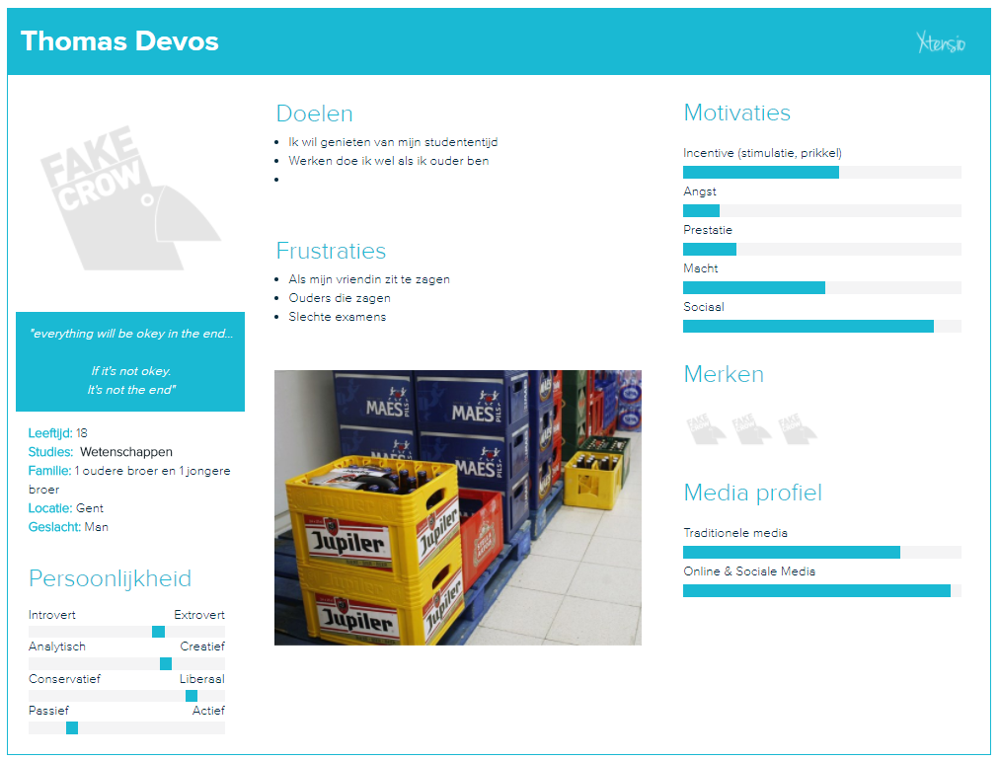 Thomas Devos
Xtensio
FAKE
CROW
"everything will be okey in the end...
If it's not okey.
It's not the end"
Leeftijd: 18
Studies: Wetenschappen
Familie: 1 oudere broer en 1 jongere
broer
Locatie: Gent
Geslacht: Man
Persoonlijkheid
Introvert Extrovert
Analytisch Creatief
Conservatief Liberaal
Passief Actief
Doelen
Ik wil genieten van mijn studententijd
Werken doe ik wel als ik ouder ben
Frustraties
Als mijn vriendin zit te zagen
Ouders die zagen
Slechte examens
MAES
PILS
MAES
PILS
Jupiler
Jupiler
Jupiler
Jupiler
Motivaties
Incentive (stimulatie, prikkel)
Angst
Prestatie
Macht
Sociaal
Merken
FAKE
CROW
FAKE
CROW
FAKE
CROW
Media profiel
Traditionele media
Online & Sociale Media